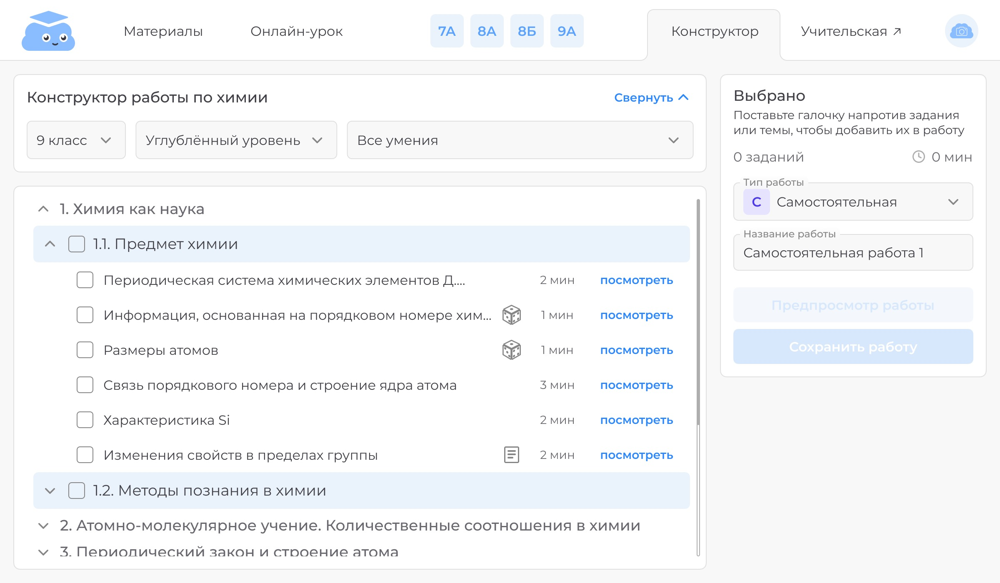 Материалы
Онлайн-урок
7А
8А
8Б
9А
Конструктор
Учительская ↗
Конструктор работы по химии
Свернуть
9 класс
Углублённый уровень
Все умения
1. Химия как наука
1.1. Предмет химии
Периодическая система химических элементов Д....
2 мин
посмотреть
Информация, основанная на порядковом номере хим...
1 мин
посмотреть
Размеры атомов
1 мин
посмотреть
Связь порядкового номера и строение ядра атома
3 мин
посмотреть
Характеристика Si
2 мин
посмотреть
Изменения свойств в пределах группы
2 мин
посмотреть
1.2. Методы познания в химии
2. Атомно-молекулярное учение. Количественные соотношения в химии
3. Периодический закон и строение атома
Выбрано
Поставьте галочку напротив задания
или темы, чтобы добавить их в работу
0 заданий
0 мин
Тип работы
С
Самостоятельная
Название работы
Самостоятельная работа 1
Предпросмотр работы
Сохранить работу